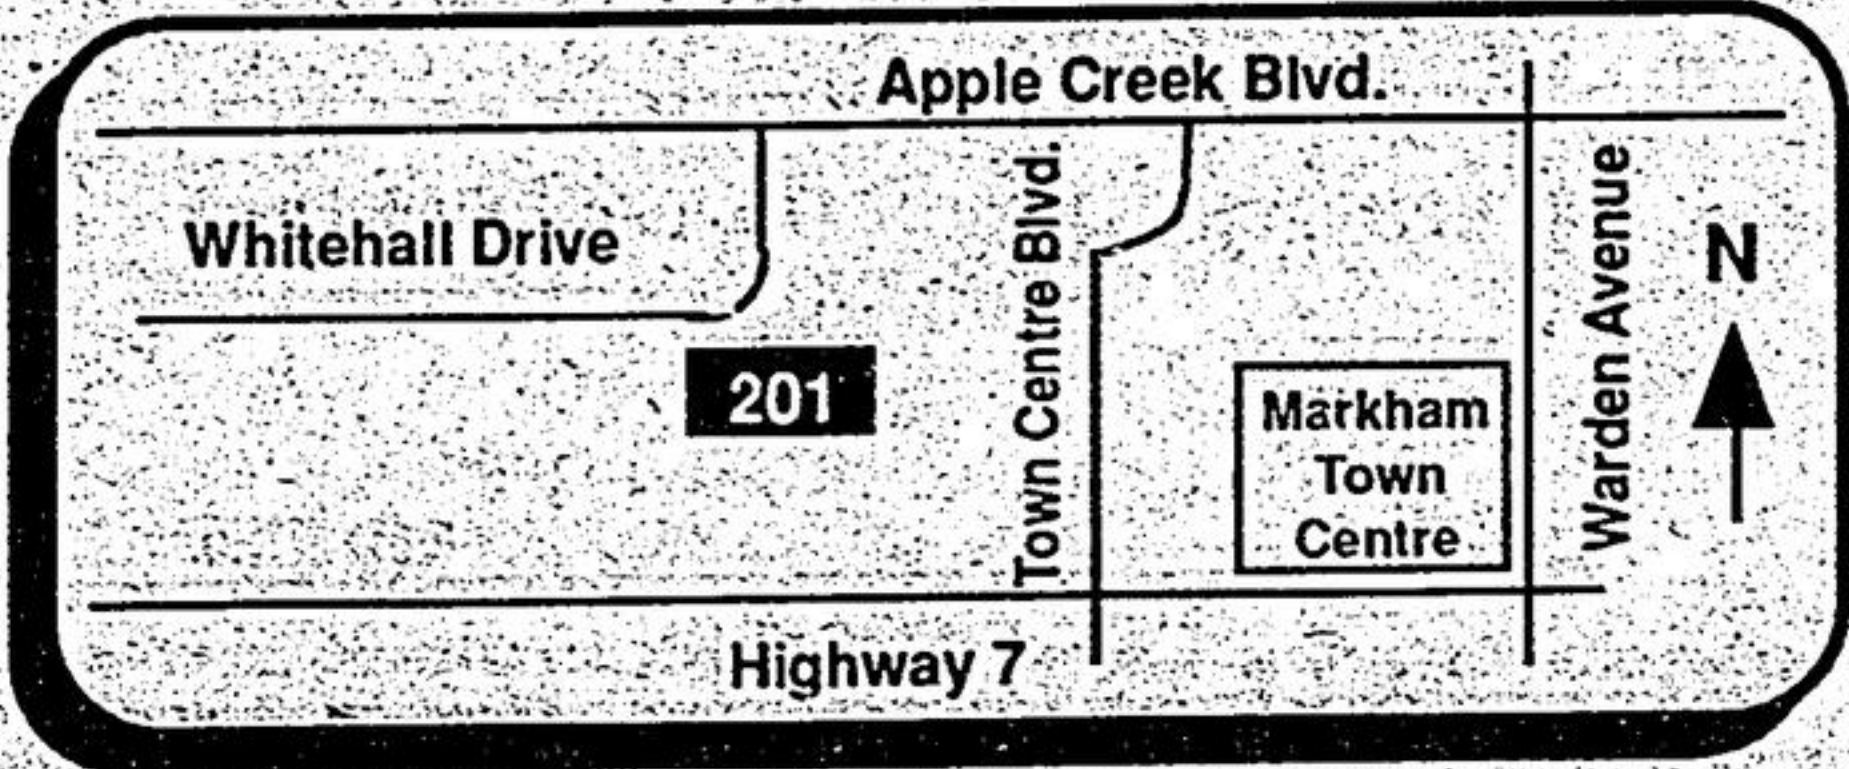 Apple Creek Blvd.
Whitehall Drive
Town Centre Blvd.
Warden Avenue
N
201
Markham
Town
Centre
Highway 7